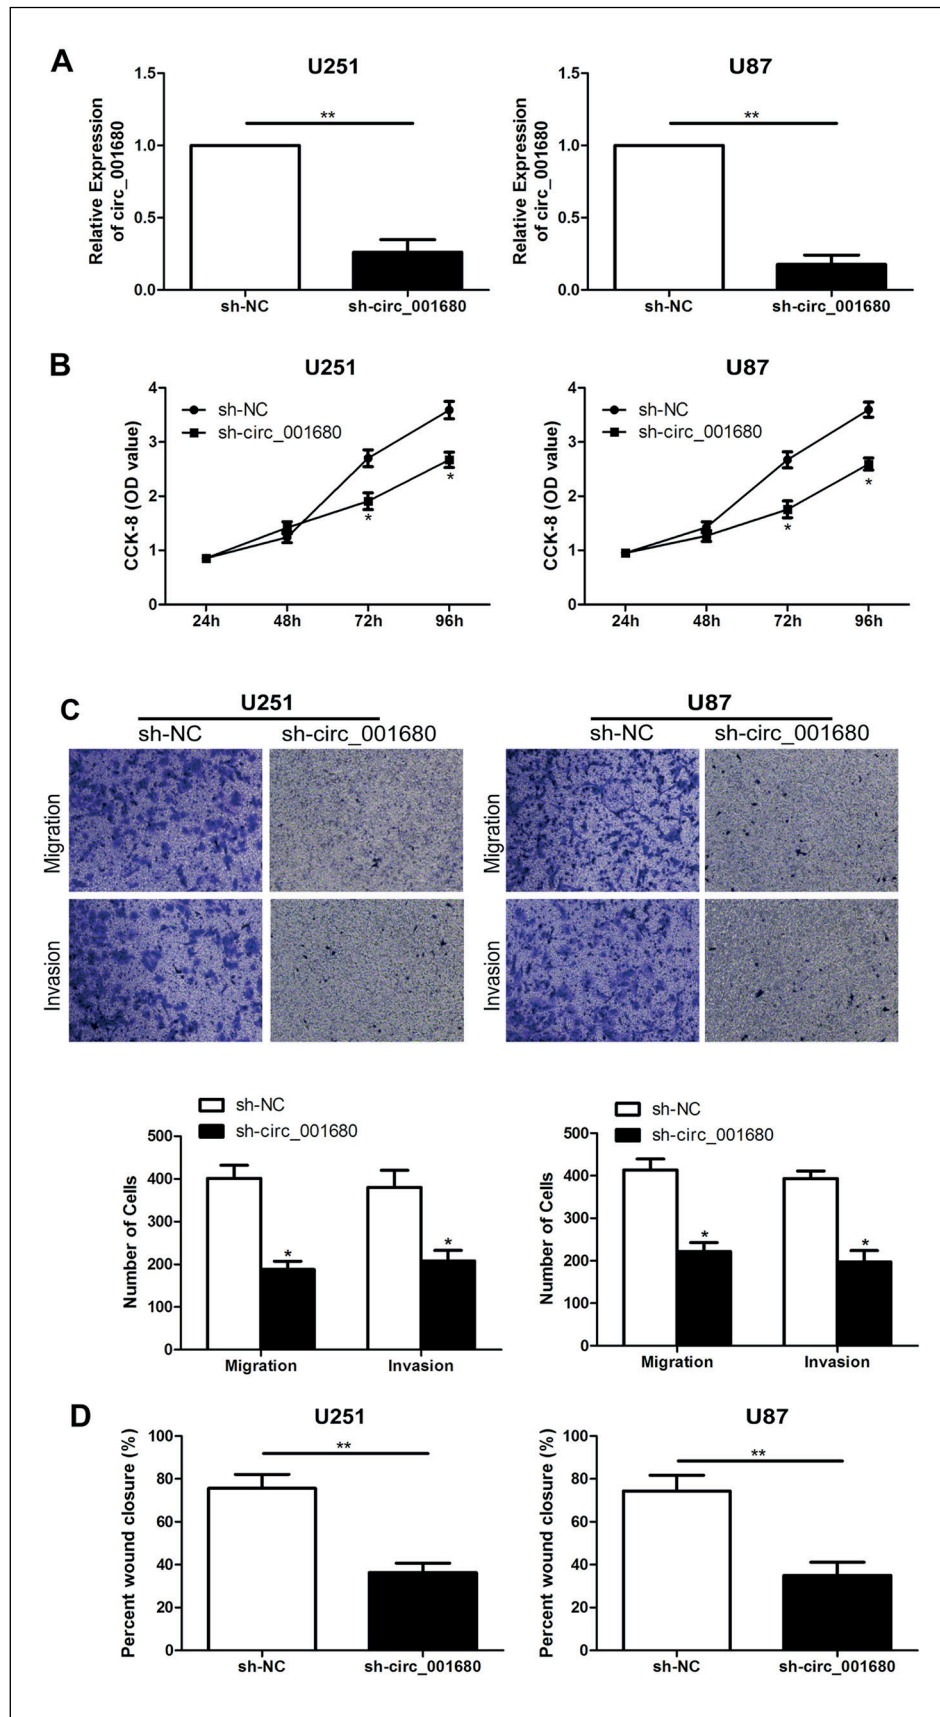 A
U251
U87
Relative Expression
of circ_001680
1.5
1.0
0.5
0.0
**
sh-NC
sh-circ_001680
Relative Expression
of circ_001680
1.5
1.0
0.5
0.0
**
sh-NC
sh-circ_001680
B
U251
U87
CCK-8 (OD value)
4
3
2
1
0
sh-NC
sh-circ_001680
*
*
24h
48h
72h
96h
CCK-8 (OD value)
4
3
2
1
0
sh-NC
sh-circ_001680
*
*
24h
48h
72h
96h
C
U251
U87
sh-NC
sh-circ_001680
sh-NC
sh-circ_001680
Migration
Invasion
Migration
Invasion
sh-NC
sh-circ_001680
Number of Cells
500
400
300
200
100
0
*
*
Migration
Invasion
sh-NC
sh-circ_001680
Number of Cells
500
400
300
200
100
0
*
*
Migration
Invasion
D
U251
U87
Percent wound closure (%)
100
80
60
40
20
0
**
sh-NC
sh-circ_001680
Percent wound closure (%)
100
80
60
40
20
0
**
sh-NC
sh-circ_001680